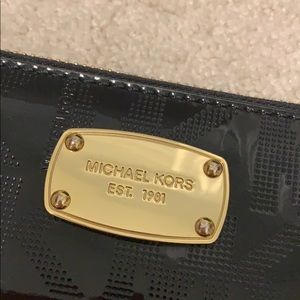 MICHAEL KORS
EST. 1981